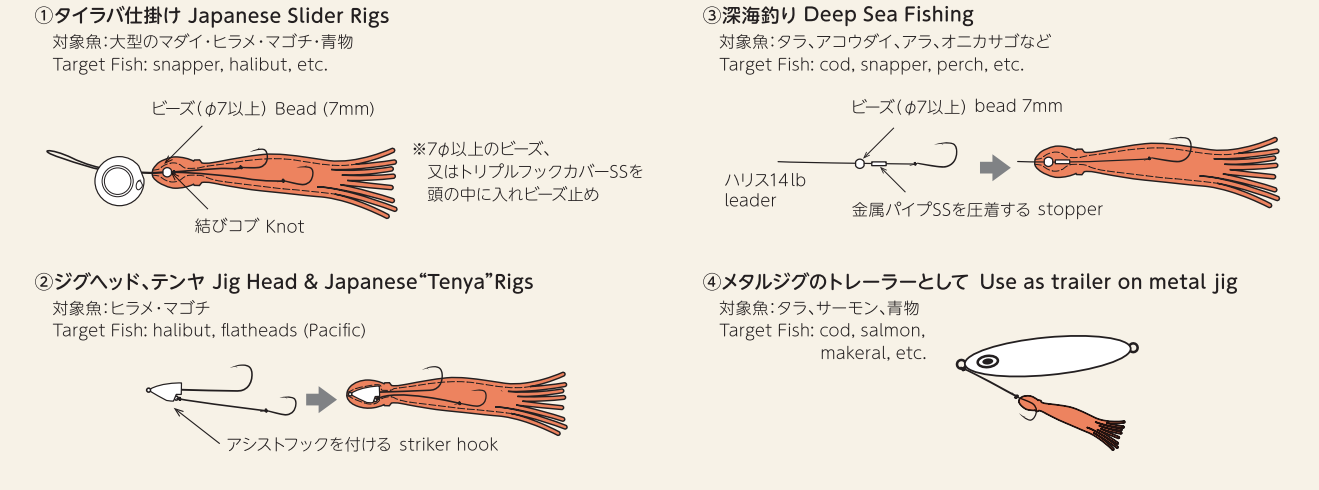 ①タイラバ仕掛け Japanese Slider Rigs
対象魚：大型のマダイ・ヒラメ・マゴチ・青物
Target Fish: snapper, halibut, etc.
ビーズ（φ7以上） Bead (7mm)
※7φ以上のビーズ、
又はトリプルフックカバーSSを
頭の中に入れビーズ止め
結びコブ Knot
②ジグヘッド、テンヤ Jig Head & Japanese“Tenya”Rigs
対象魚：ヒラメ・マゴチ
Target Fish: halibut, flatheads (Pacific)
アシストフックを付ける striker hook
③深海釣り Deep Sea Fishing
対象魚：タラ、アコウダイ、アラ、オニカサゴなど
Target Fish: cod, snapper, perch, etc.
ビーズ（φ7以上） bead 7mm
ハリス14lb
leader
金属パイプSSを圧着する stopper
④メタルジグのトレーラーとして Use as trailer on metal jig
対象魚：タラ、サーモン、青物
Target Fish: cod, salmon,
makeral, etc.